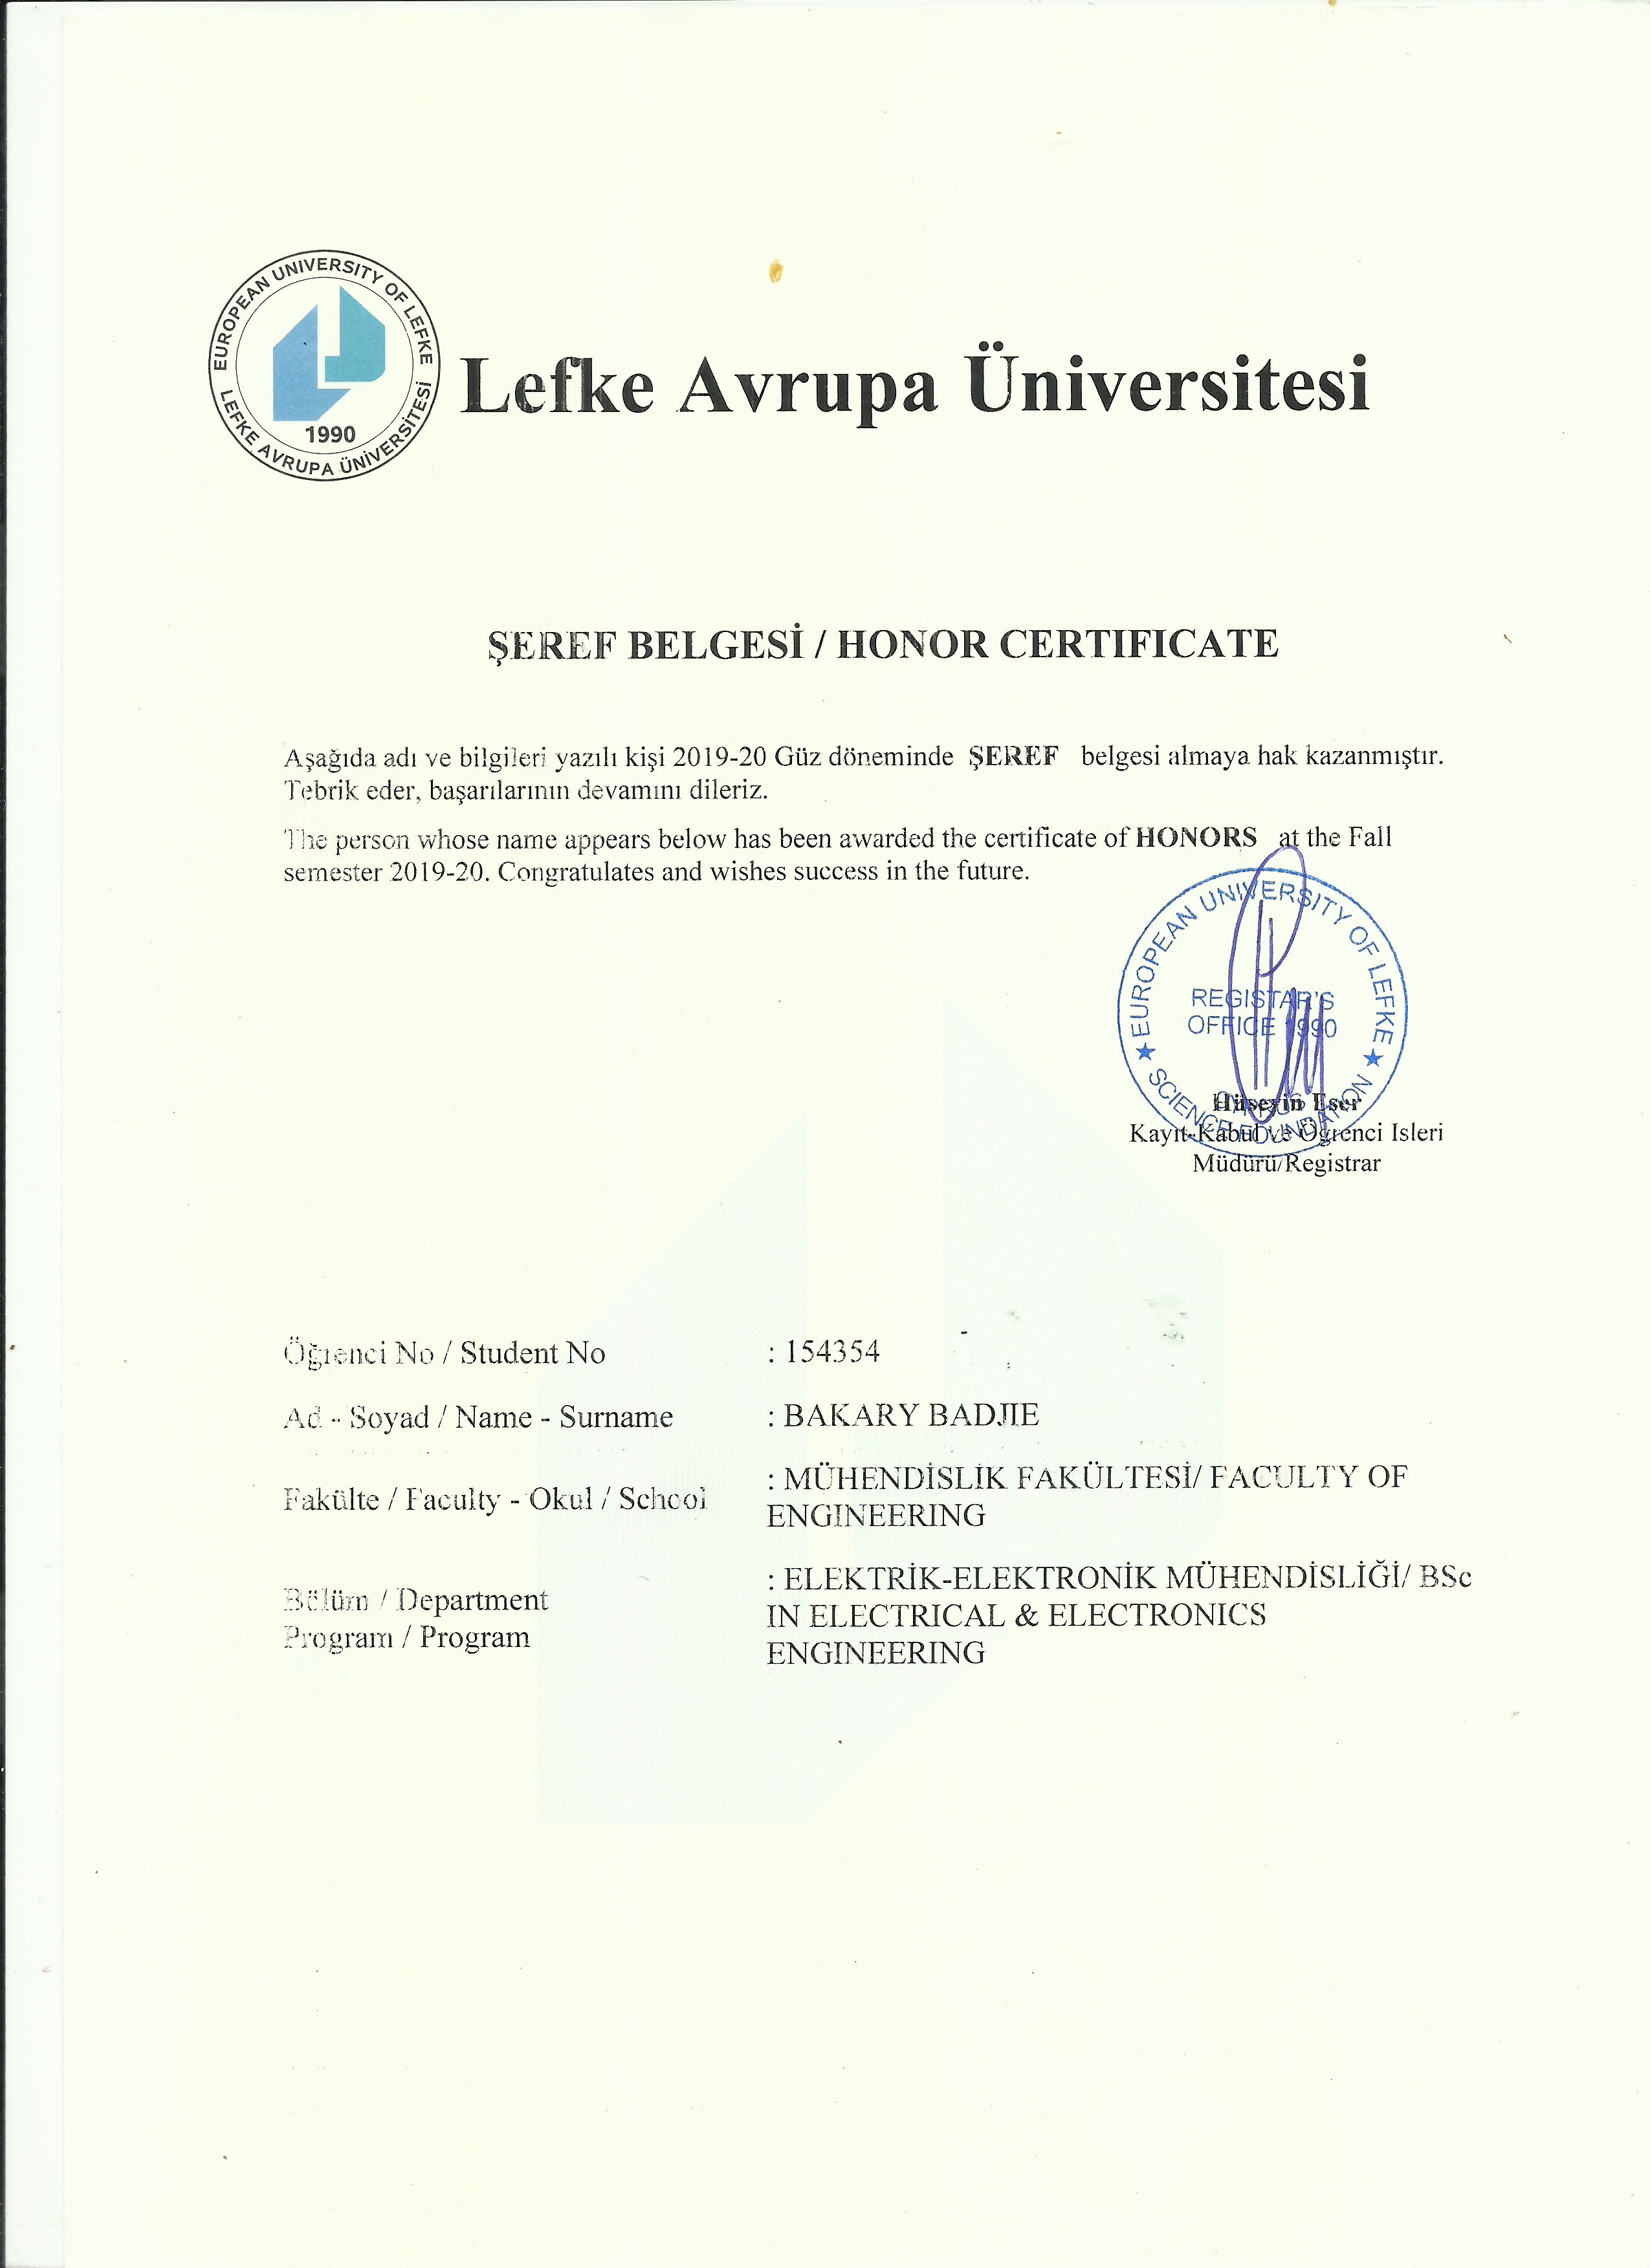 EUROPEAN UNIVERSITY OF LEFKE
LEFKE AVRUPA ÜNİVERSİTESİ
1990
Lefke Avrupa Üniversitesi
ŞEREF BELGESİ / HONOR CERTIFICATE
Aşağıda adı ve bilgileri yazılı kişi 2019-20 Güz döneminde ŞEREF belgesi almaya hak kazanmıştır.
Tebrik eder, başarılarının devamını dileriz.
The person whose name appears below has been awarded the certificate of HONORS at the Fall
semester 2019-20. Congratulates and wishes success in the future.
EUROPEAN UNIVERSITY OF LEFKE
REGISTAR'S
OFFICE 1990
SCIENCE FOUNDATION
Hüseyin Eser
Kayıt-Kabul ve Öğrenci Isleri
Müdürü/Registrar
Öğrenci No / Student No : 154354
Ad - Soyad / Name - Surname : BAKARY BADJIE
Fakülte / Faculty - Okul / School : MÜHENDİSLİK FAKÜLTESİ/ FACULTY OF
ENGINEERING
Bölüm / Department
Program / Program
: ELEKTRİK-ELEKTRONİK MÜHENDİSLİĞİ/ BSc
IN ELECTRICAL & ELECTRONICS
ENGINEERING